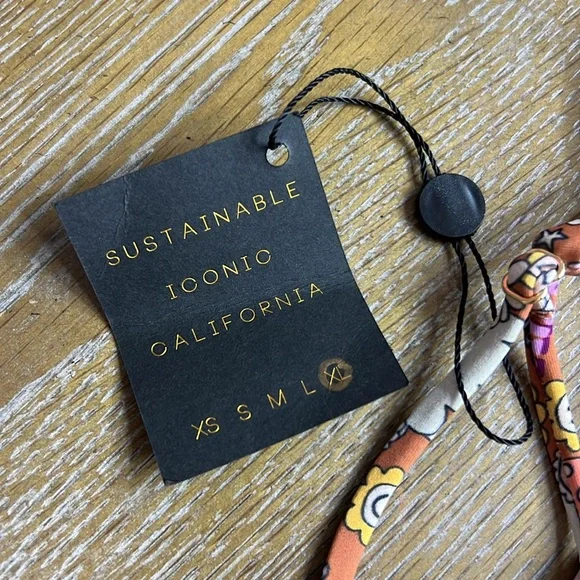 SUSTAINABLE
ICONIC
CALIFORNIA
XS S M L XL